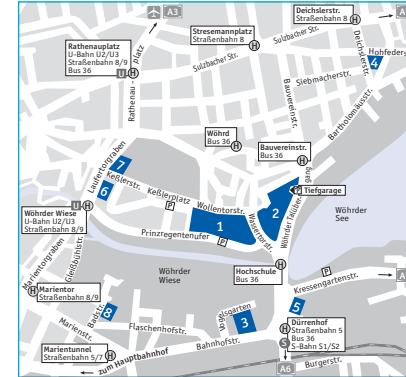 A3
Deichslerstr.
Straßenbahn 8
H
A
Rathenauplatz
U-Bahn U2/U3
Straßenbahn 8/9
Bus 36
U
H
Rathenau - platz
Stresemannplatz
Straßenbahn 8
H
Sulzbacher Str.
Sulzbacher Str.
Deichslerstr.
Hohfeders
4
Siebmacherstr.
Bauvereinstr.
Bartholomäusstr.
Wöhrd
Bus 36
H
Bauvereinstr.
Bus 36
H
Laufertorgraben
7
6
Keßlerstr.
Keßlerplatz
P
Wollentorstr.
Tiefgarage
2
1
Wassertorstr.
Wöhrder Talübergang
Wöhrder
See
U
H
Wöhrder Wiese
U-Bahn U2/U3
Straßenbahn 8/9
Prinzregentenufer
P
Marientorgraben
Gleißbühlstr.
Wöhrder
Wiese
Hochschule
Bus 36
H
P
Kressengartenstr.
A
Marientor
Straßenbahn 8/9
H
Badstr.
8
Marienstr.
Flaschenhofstr.
3
5
Bahnhofstr.
Dürrenhof
Straßenbahn 5
Bus 36
S-Bahn S1/S2
H
S
Marientunnel
Straßenbahn 5/7
H
zum Hauptbahnhof
A6
Burgerstr.